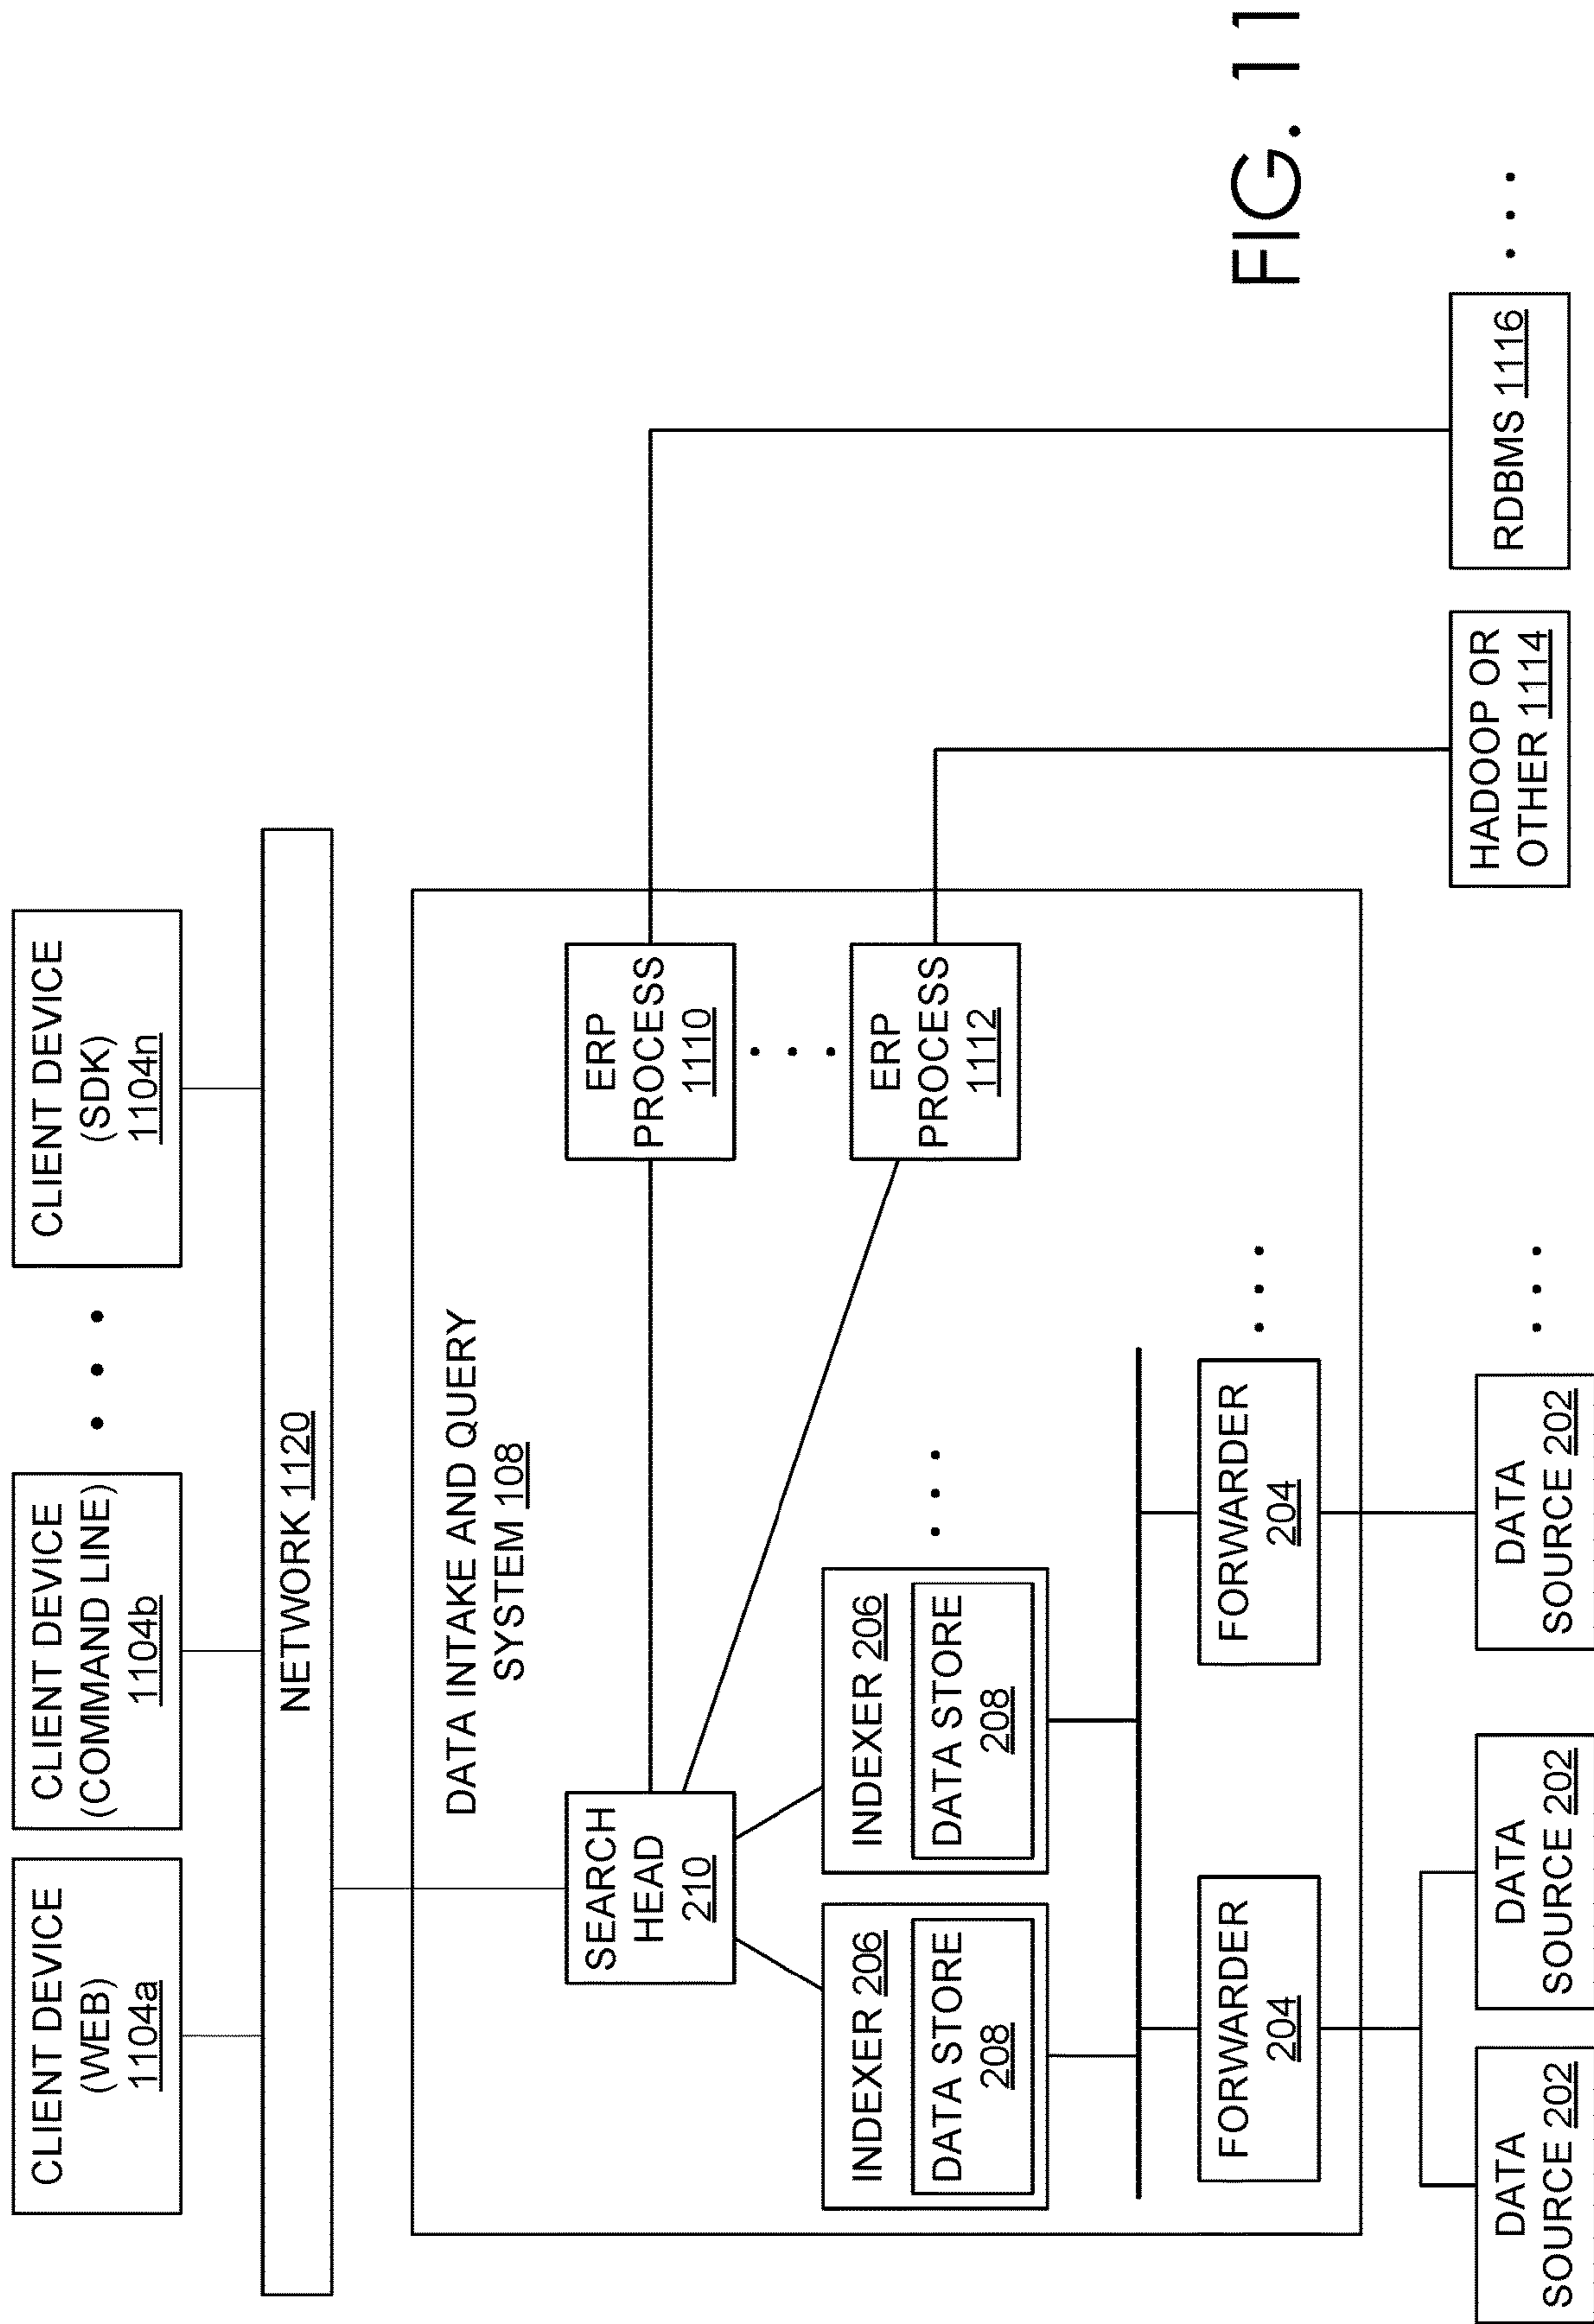 CLIENT DEVICE
(WEB)
1104a
CLIENT DEVICE
(COMMAND LINE)
1104b
CLIENT DEVICE
(SDK)
1104n
NETWORK 1120
DATA INTAKE AND QUERY
SYSTEM 108
SEARCH
HEAD
210
ERP
PROCESS
1110
INDEXER 206
DATA STORE
208
INDEXER 206
DATA STORE
208
ERP
PROCESS
1112
FORWARDER
204
FORWARDER
204
DATA
SOURCE 202
DATA
SOURCE 202
DATA
SOURCE 202
HADOOP OR
OTHER 1114
RDBMS 1116
FIG. 11